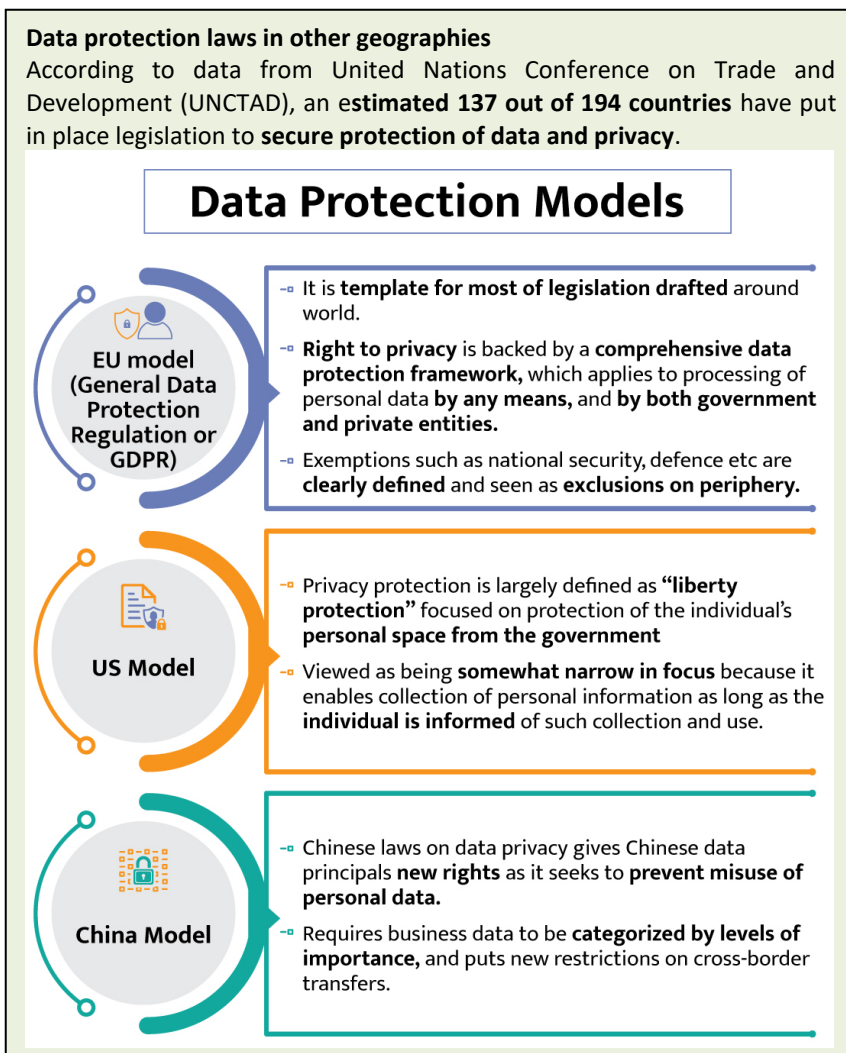 Data protection laws in other geographies
According to data from United Nations Conference on Trade and
Development (UNCTAD), an estimated 137 out of 194 countries have put
in place legislation to secure protection of data and privacy.
Data Protection Models
EU model
(General Data
Protection
Regulation or
GDPR)
It is template for most of legislation drafted around
world.
Right to privacy is backed by a comprehensive data
protection framework, which applies to processing of
personal data by any means, and by both government
and private entities.
Exemptions such as national security, defence etc are
clearly defined and seen as exclusions on periphery.
US Model
Privacy protection is largely defined as “liberty
protection” focused on protection of the individual’s
personal space from the government
Viewed as being somewhat narrow in focus because it
enables collection of personal information as long as the
individual is informed of such collection and use.
China Model
Chinese laws on data privacy gives Chinese data
principals new rights as it seeks to prevent misuse of
personal data.
Requires business data to be categorized by levels of
importance, and puts new restrictions on cross-border
transfers.